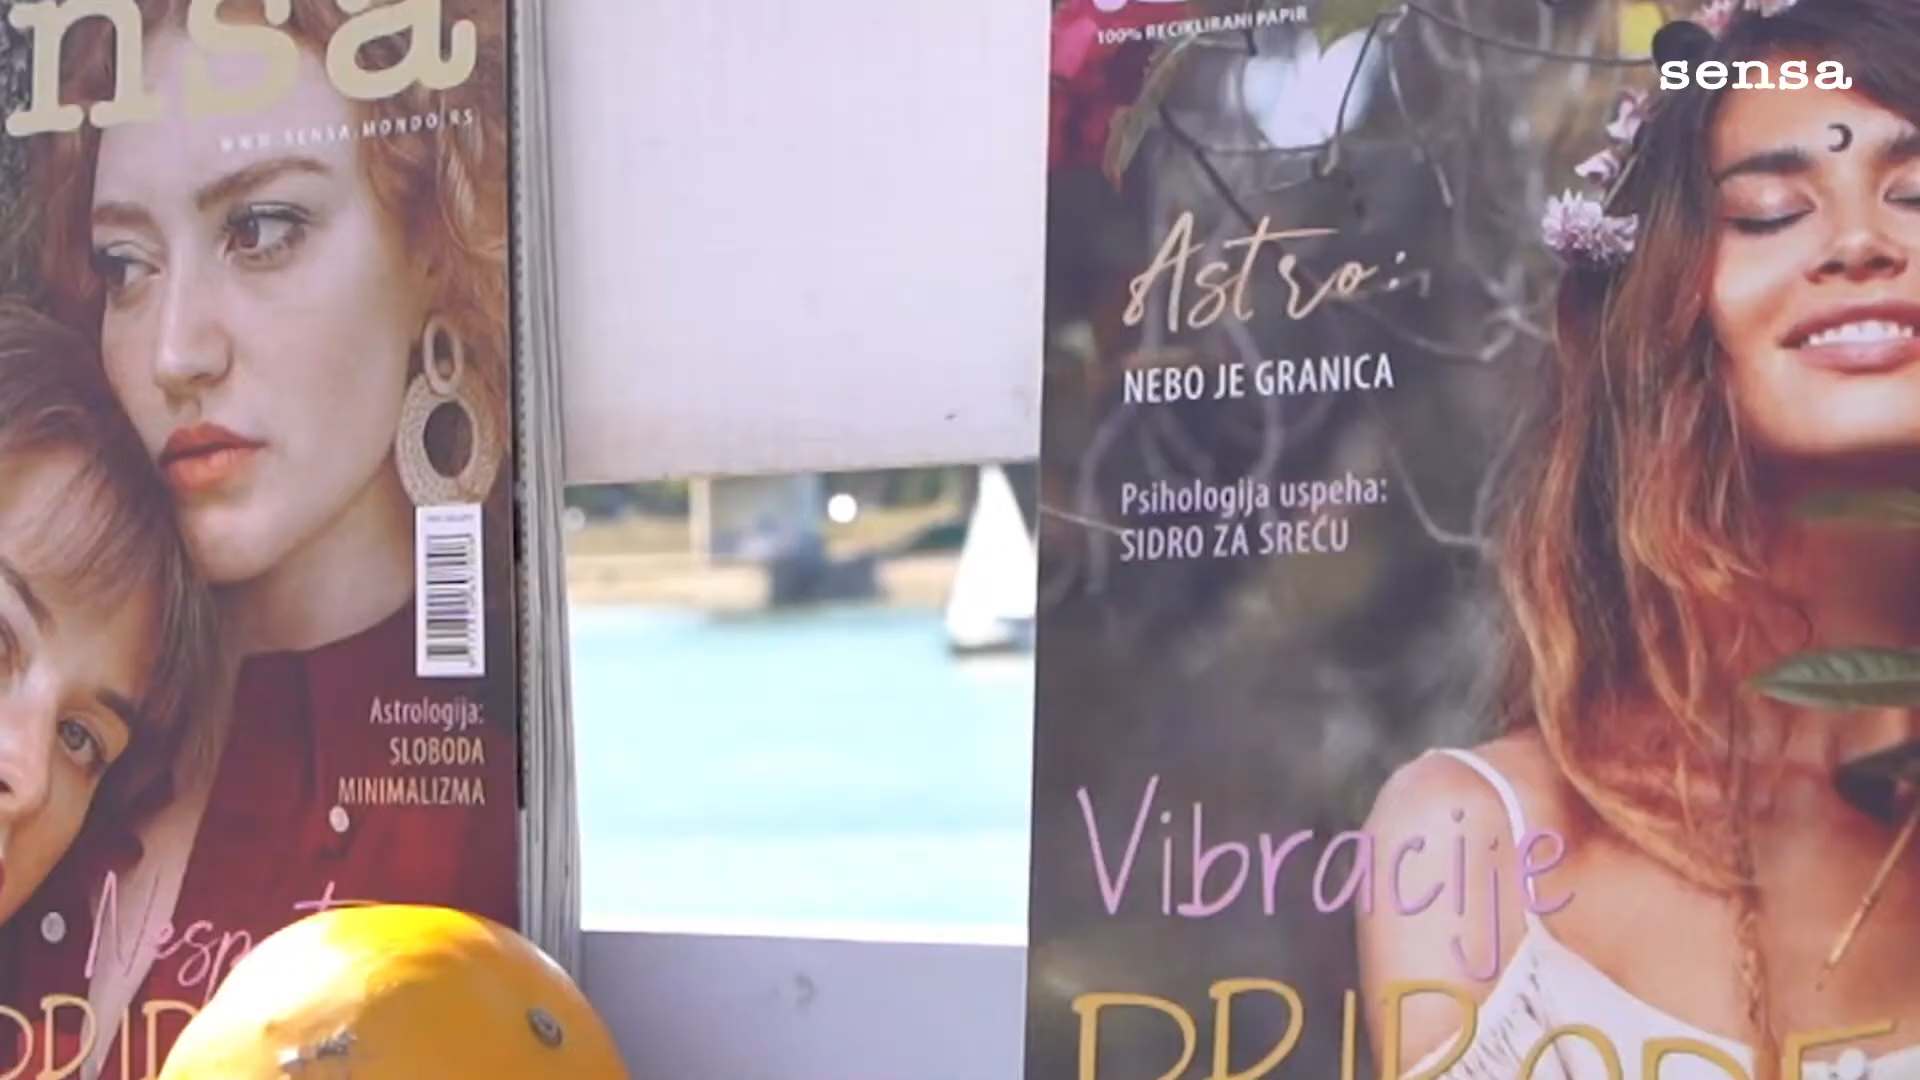 nsa
WWW.SENSA.MONDO.RS
Astrologija:
SLOBODA
MINIMALIZMA
100% RECIKLIRANI PAPIR
sensa
Astro:
NEBO JE GRANICA
Psihologija uspeha:
SIDRO ZA SREĆU
Vibracije
PRIRODE